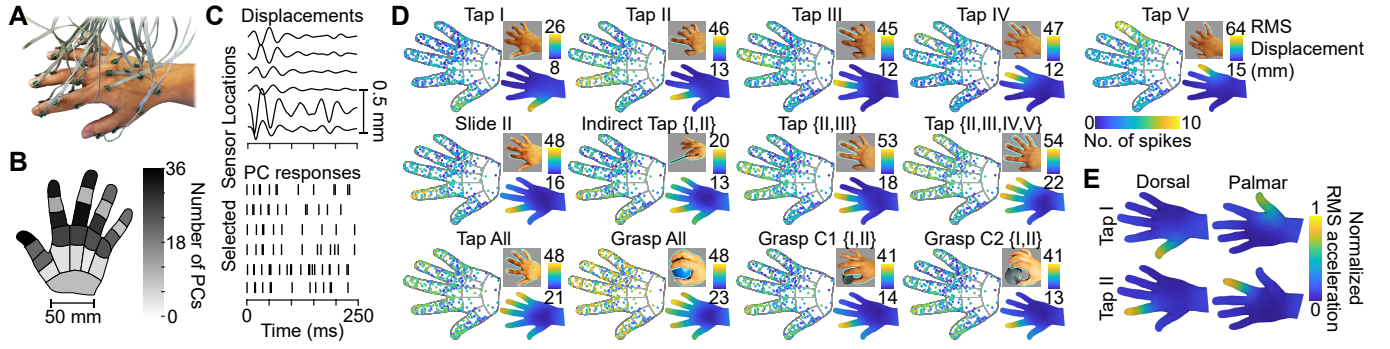 A
B
36
18
0
Number of PCs
50 mm
C
Displacements
0.5 mm
Selected Sensor Locations
PC responses
0 250
Time (ms)
D
Tap I
26
8
Tap II
46
13
Tap III
45
12
Tap IV
47
12
Tap V
64
15
RMS
Displacement
(mm)
0 10
No. of spikes
Slide II
48
16
Indirect Tap {I,II}
20
13
Tap {II,III}
53
18
Tap {II,III,IV,V}
54
22
Tap All
48
21
Grasp All
48
23
Grasp C1 {I,II}
41
14
Grasp C2 {I,II}
41
13
E
Dorsal Palmar
Tap I
Tap II
1
0
Normalized
RMS acceleration